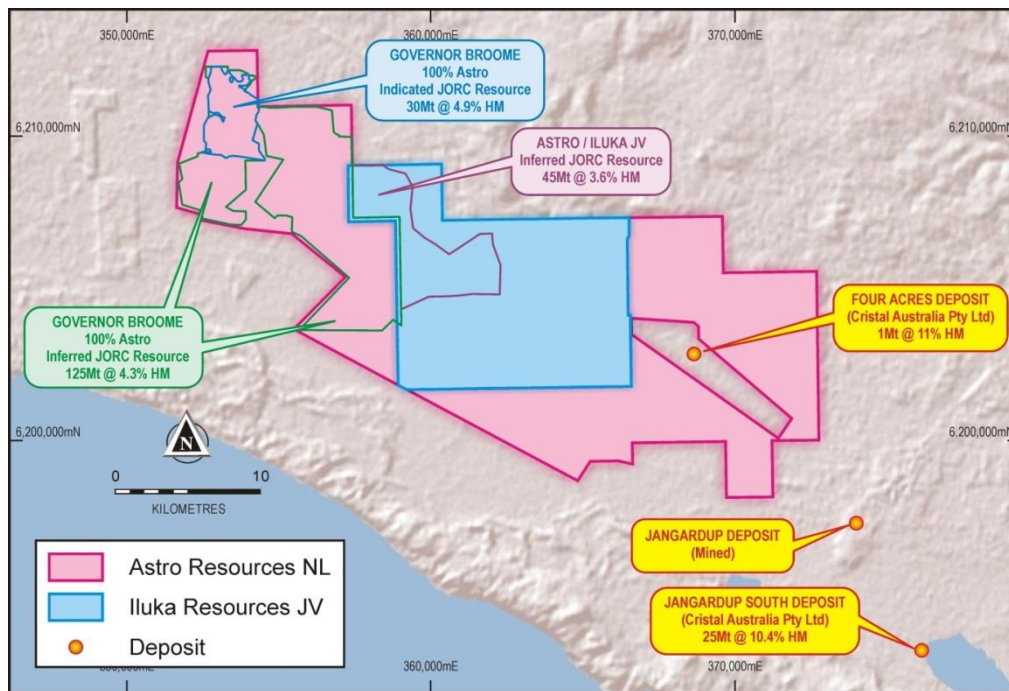 350,000mE
360,000mE
370,000mE
GOVERNOR BROOME
100% Astro
Indicated JORC Resource
30Mt @ 4.9% HM
6,210,000mN
6,210,000mN
ASTRO / ILUKA JV
Inferred JORC Resource
45Mt @ 3.6% HM
FOUR ACRES DEPOSIT
(Cristal Australia Pty Ltd)
1Mt @ 11% HM
GOVERNOR BROOME
100% Astro
Inferred JORC Resource
125Mt @ 4.3% HM
6,200,000mN
6,200,000mN
N
0
10
KILOMETRES
JANGARDUP DEPOSIT
(Mined)
Astro Resources NL
Iluka Resources JV
Deposit
JANGARDUP SOUTH DEPOSIT
(Cristal Australia Pty Ltd)
25Mt @ 10.4% HM
360,000mE
370,000mE